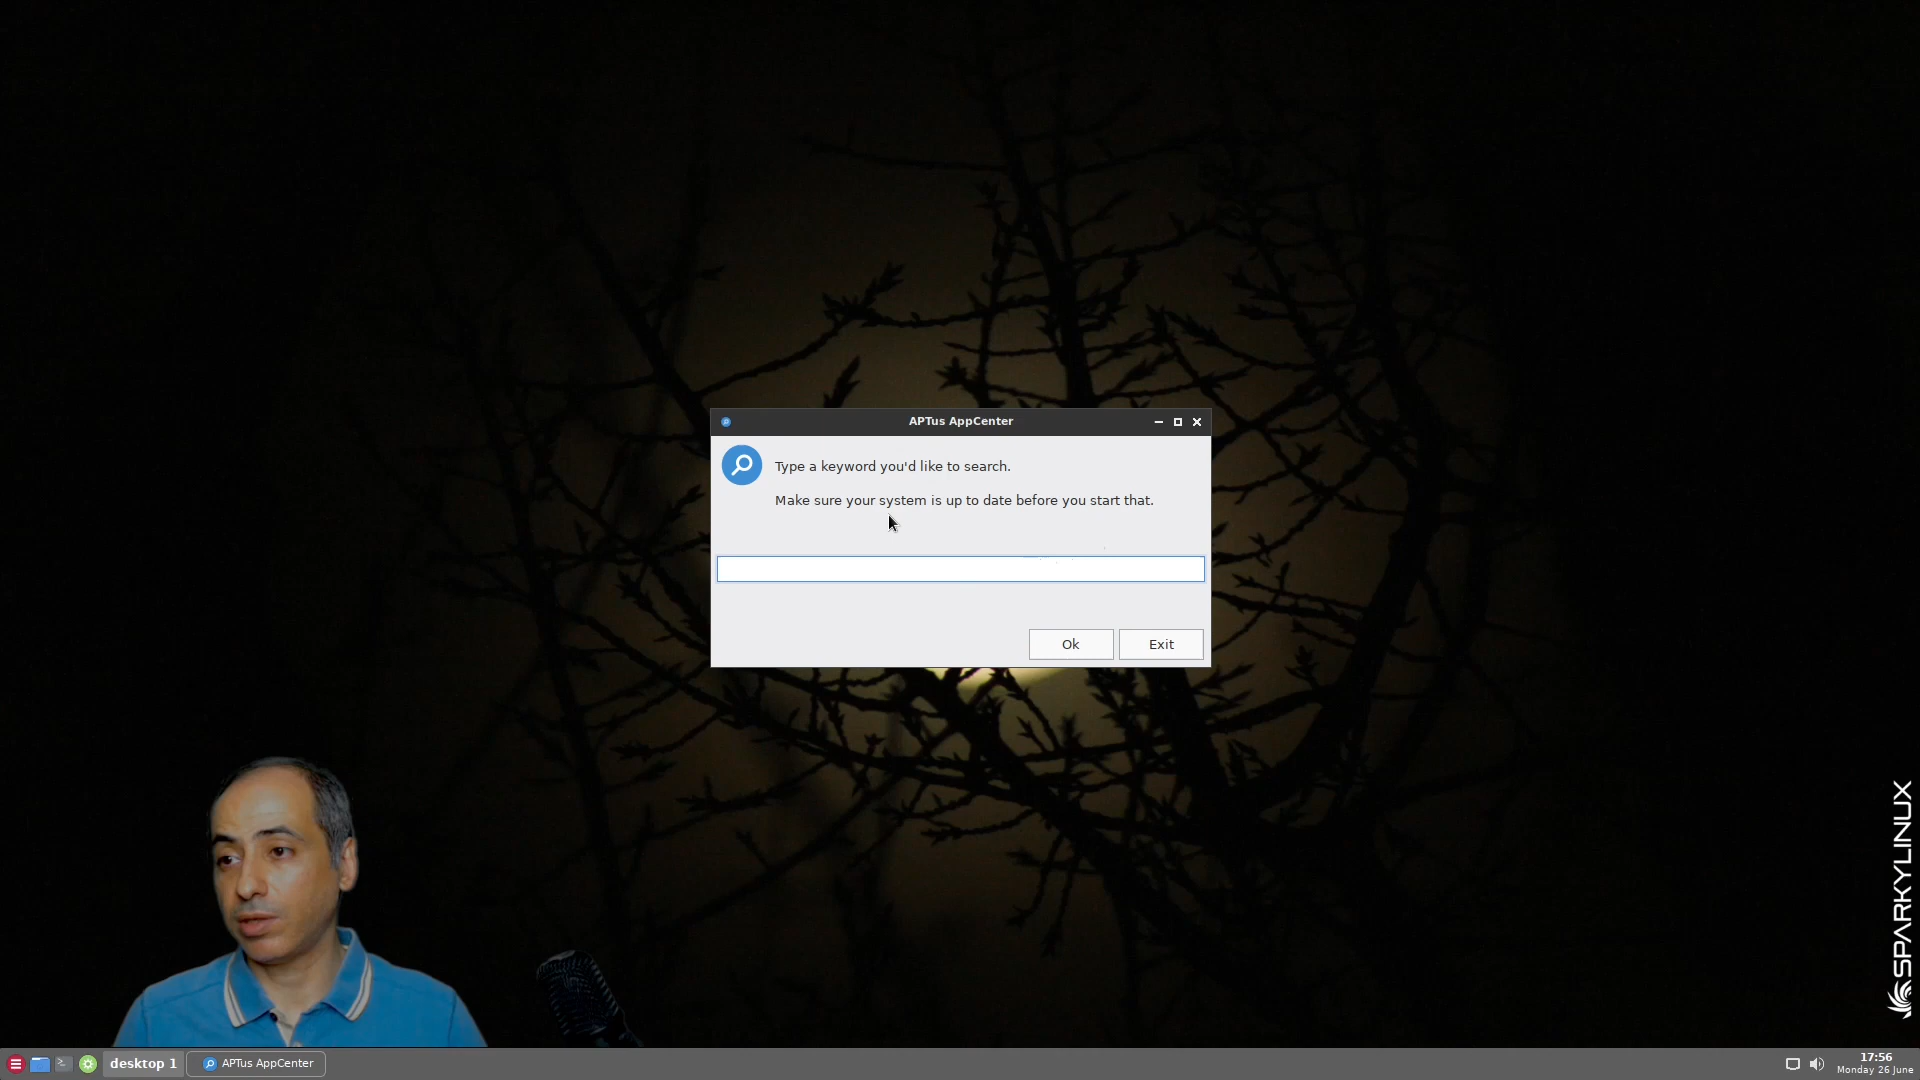 APTus AppCenter
Type a keyword you'd like to search.
Make sure your system is up to date before you start that.
Ok
Exit
SPARKYLINUX
desktop 1
APTus AppCenter
17:56
Monday 26 June